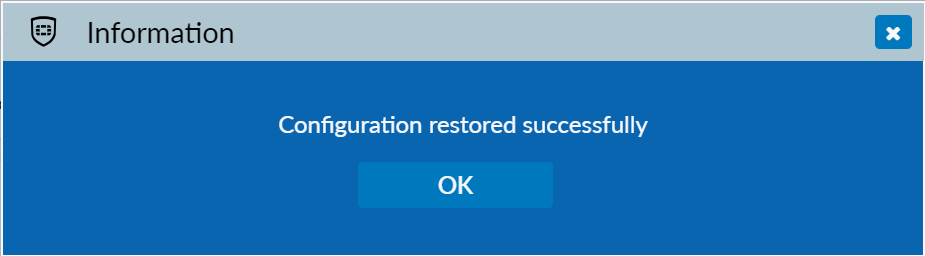 Information
Configuration restored successfully
OK